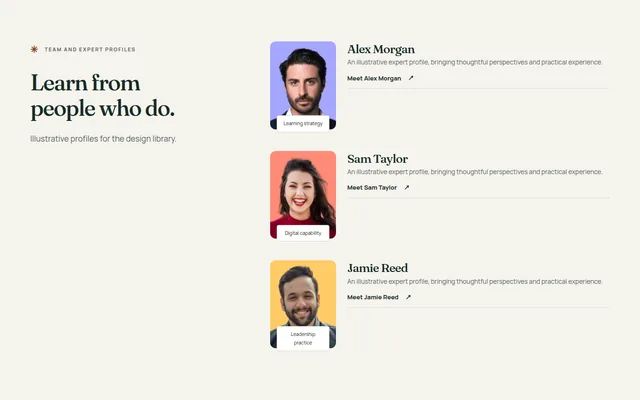 TEAM AND EXPERT PROFILES
Learn from
people who do.
Illustrative profiles for the design library.
Learning strategy
Alex Morgan
An illustrative expert profile, bringing thoughtful perspectives and practical experience.
Meet Alex Morgan ↗
Digital capability
Sam Taylor
An illustrative expert profile, bringing thoughtful perspectives and practical experience.
Meet Sam Taylor ↗
Leadership
practice
Jamie Reed
An illustrative expert profile, bringing thoughtful perspectives and practical experience.
Meet Jamie Reed ↗